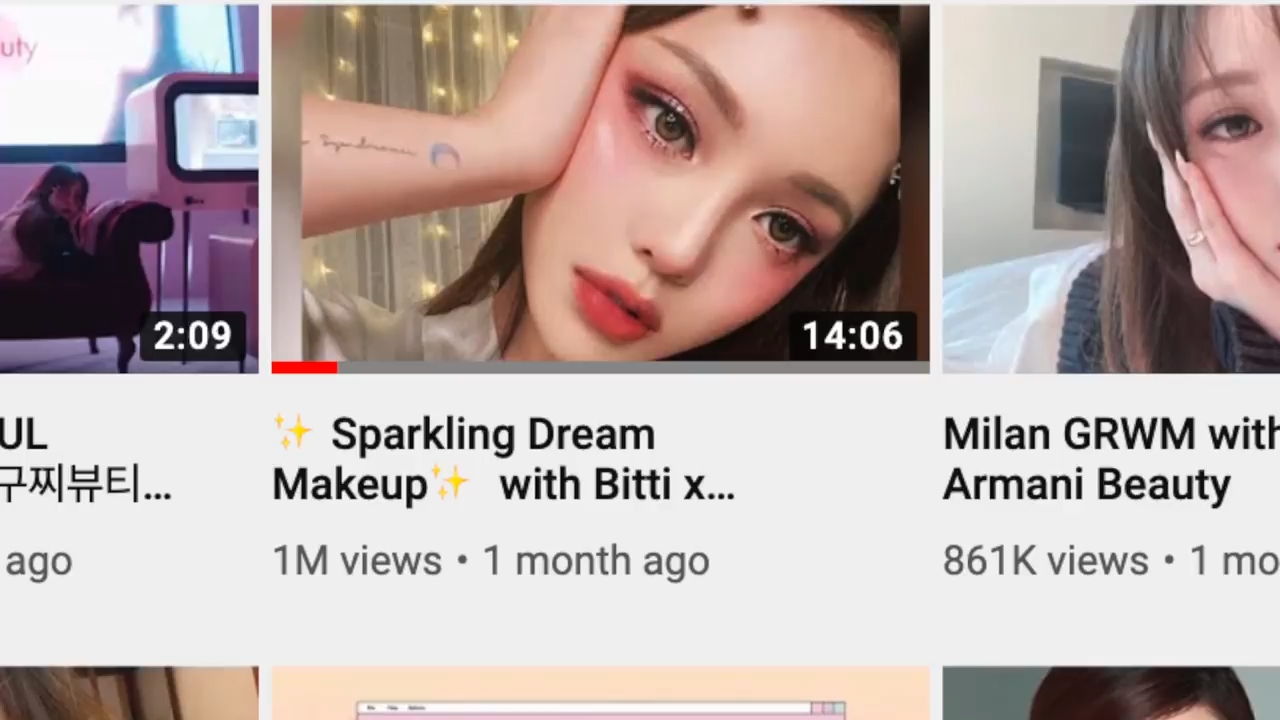 uty
2:09
14:06
UL
구찌뷰티...
ago
✨ Sparkling Dream
Makeup✨ with Bitti x...
1M views • 1 month ago
Milan GRWM with
Armani Beauty
861K views • 1 mo